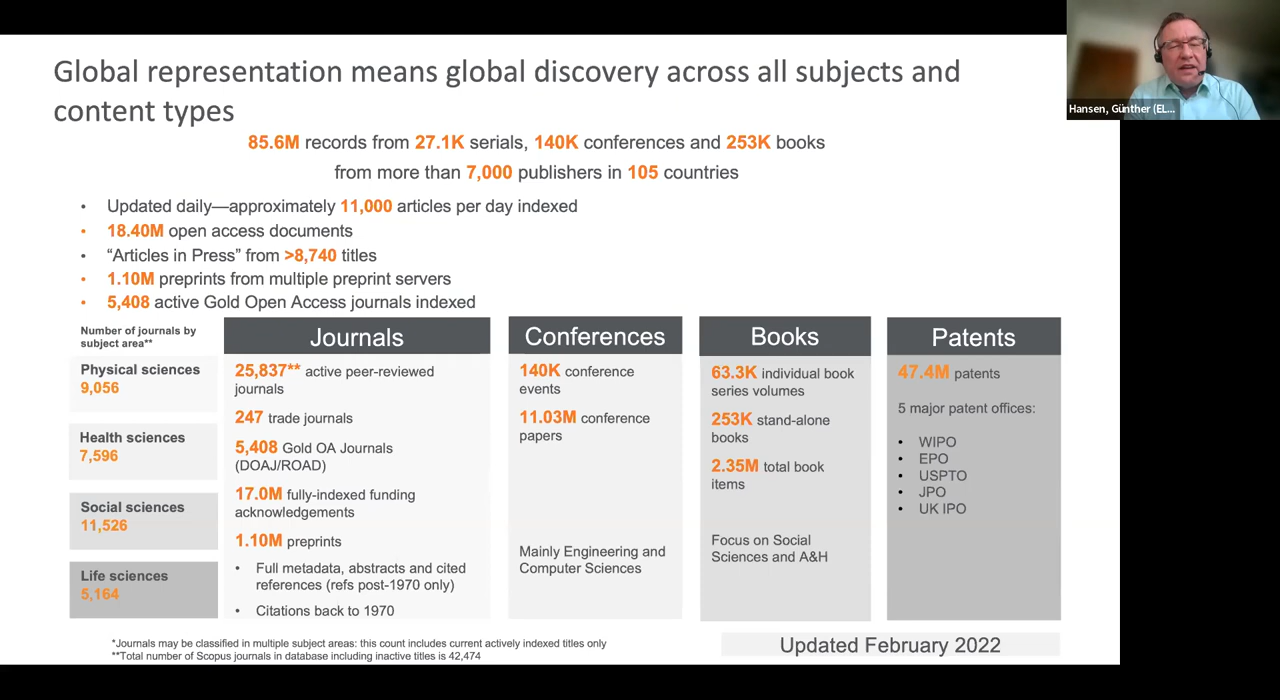 Global representation means global discovery across all subjects and
content types
85.6M records from 27.1K serials, 140K conferences and 253K books
from more than 7,000 publishers in 105 countries
• Updated daily—approximately 11,000 articles per day indexed
• 18.40M open access documents
• “Articles in Press” from >8,740 titles
• 1.10M preprints from multiple preprint servers
• 5,408 active Gold Open Access journals indexed
Number of journals by
subject area**
Physical sciences
9,056
Health sciences
7,596
Social sciences
11,526
Life sciences
5,164
Journals
25,837** active peer-reviewed
journals
247 trade journals
5,408 Gold OA Journals
(DOAJ/ROAD)
17.0M fully-indexed funding
acknowledgements
1.10M preprints
• Full metadata, abstracts and cited
references (refs post-1970 only)
• Citations back to 1970
Conferences
140K conference
events
11.03M conference
papers
Mainly Engineering and
Computer Sciences
Books
63.3K individual book
series volumes
253K stand-alone
books
2.35M total book
items
Focus on Social
Sciences and A&H
Patents
47.4M patents
5 major patent offices:
• WIPO
• EPO
• USPTO
• JPO
• UK IPO
*Journals may be classified in multiple subject areas: this count includes current actively indexed titles only
**Total number of Scopus journals in database including inactive titles is 42,474
Updated February 2022
Hansen, Günther (EL...